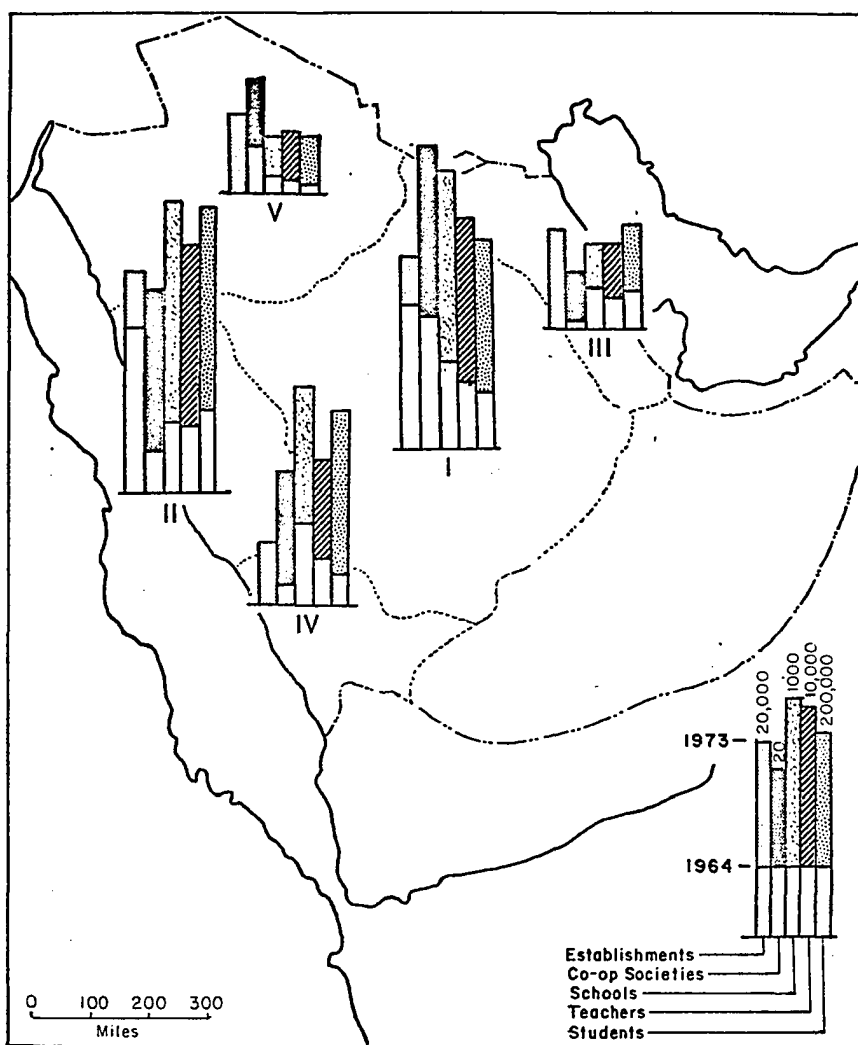 V
III
I
II
IV
20,000
20
1000
10,000
200,000
1973
1964
Establishments
Co-op Societies
Schools
Teachers
Students
0 100 200 300
Miles